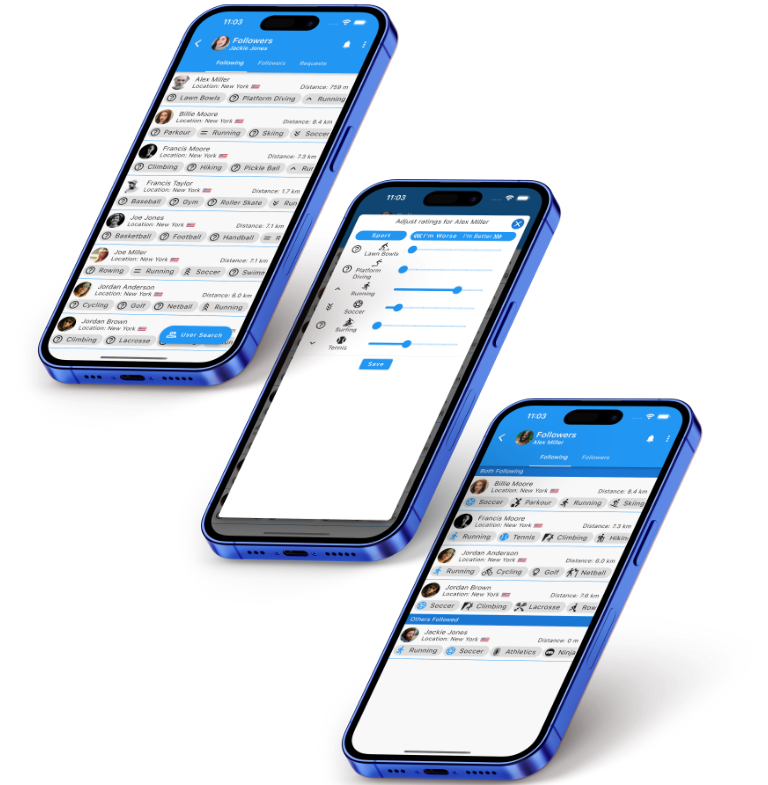 11:03
Followers
Jackie Jones
Following Followers Requests
Alex Miller
Location: New York Distance: 759 m
Lawn Bowls Platform Diving Running
Billie Moore
Location: New York Distance: 8.4 km
Parkour Running Skiing Soccer
Francis Moore
Location: New York Distance: 7.3 km
Climbing Hiking Pickle Ball Ru
Francis Taylor
Location: New York Distance: 1.7 km
Baseball Gym Roller Skate Run
Joe Jones
Location: New York Distance: 7.1 km
Basketball Football Handball R
Joe Miller
Location: New York Distance: 7.1 km
Rowing Running Soccer Swimm
Jordan Anderson
Location: New York Distance: 6.0 km
Cycling Golf Netball Running
Jordan Brown
Location: New York m
Climbing Lacrosse
User Search
11:03
Adjust ratings for Alex Miller
Sport I'm Worse I'm Better
Lawn Bowls
Platform
Diving
Running
Soccer
Surfing
Tennis
Save
11:03
Followers
Alex Miller
Following Followers
Both Following
Billie Moore
Location: New York Distance: 8.4 km
Soccer Parkour Running Skiing
Francis Moore
Location: New York Distance: 7.3 km
Running Tennis Climbing Hikin
Jordan Anderson
Location: New York Distance: 6.0 km
Running Cycling Golf Netball
Jordan Brown
Location: New York Distance: 7.6 km
Soccer Climbing Lacrosse Row
Others Followed
Jackie Jones
Location: New York Distance: 0 m
Running Soccer Athletics Ninja